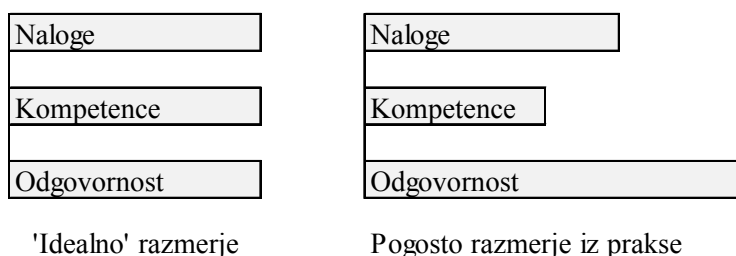 Naloge
Kompetence
Odgovornost
'Idealno' razmerje
Naloge
Kompetence
Odgovornost
Pogosto razmerje iz prakse